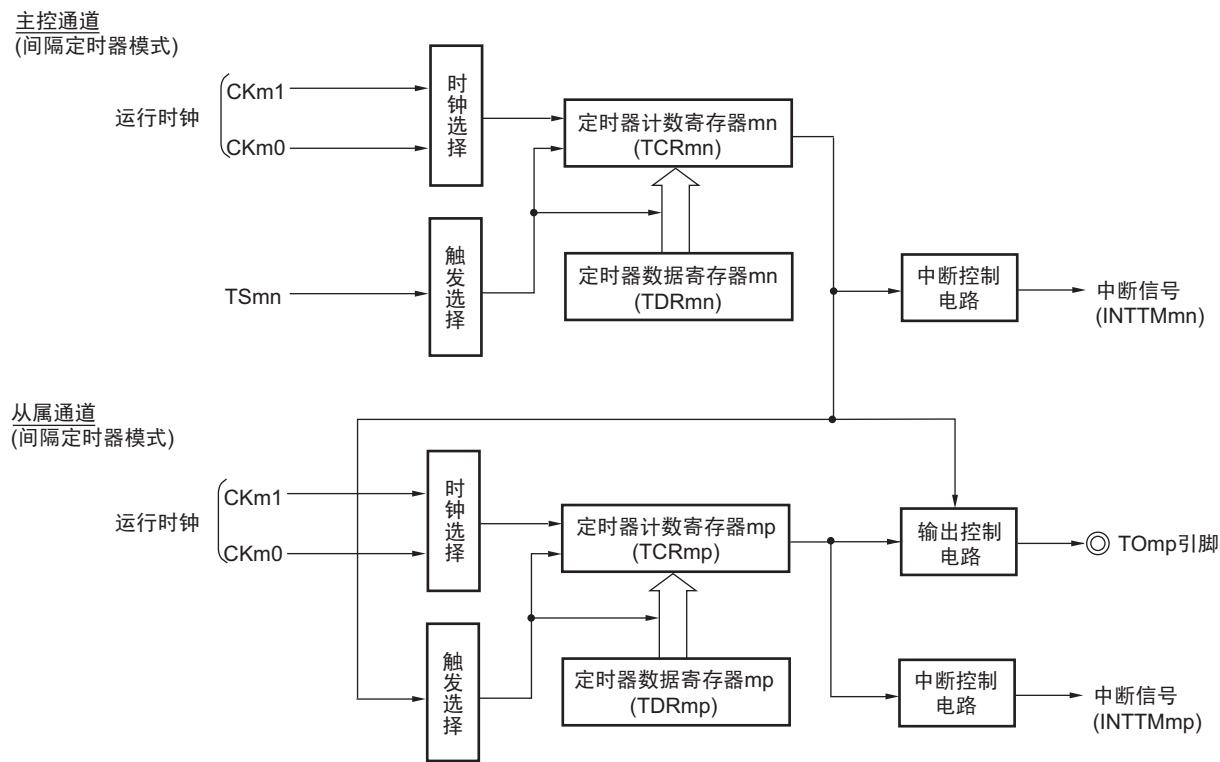 主控通道
(间隔定时器模式)
运行时钟
CKm1
CKm0
时钟选择
定时器计数寄存器mn
(TCRmn)
TSmn
触发选择
定时器数据寄存器mn
(TDRmn)
中断控制
电路
中断信号
(INTTMmn)
从属通道
(间隔定时器模式)
运行时钟
CKm1
CKm0
时钟选择
定时器计数寄存器mp
(TCRmp)
输出控制
电路
TOmp引脚
触发选择
定时器数据寄存器mp
(TDRmp)
中断控制
电路
中断信号
(INTTMmp)